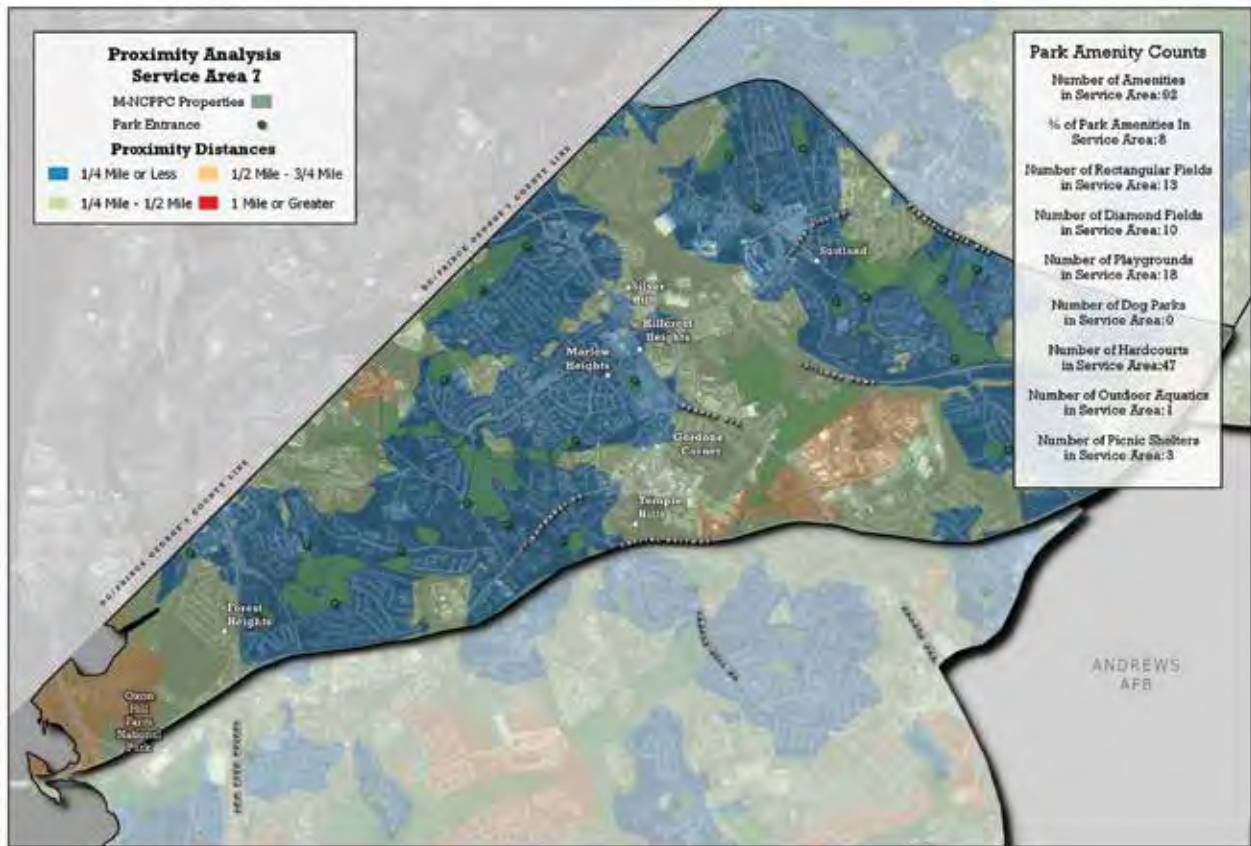 Proximity Analysis
Service Area 7
M-NCPPC Properties
Park Entrance
Proximity Distances
1/4 Mile or Less
1/2 Mile - 3/4 Mile
1/4 Mile - 1/2 Mile
1 Mile or Greater
Park Amenity Counts
Number of Amenities
in Service Area: 92
% of Park Amenities In
Service Area: 8
Number of Rectangular Fields
in Service Area: 13
Number of Diamond Fields
in Service Area: 10
Number of Playgrounds
in Service Area: 18
Number of Dog Parks
in Service Area: 0
Number of Hardcourts
in Service Area:47
Number of Outdoor Aquatics
in Service Area: 1
Number of Picnic Shelters
in Service Area: 3
DC/PRINCE GEORGE'S COUNTY LINE
Suitland
Silver
Hill
Hillcrest
Heights
Marlow
Heights
Gordons
Corner
Temple
Hills
DC/PRINCE GEORGE'S COUNTY LINE
Forest
Heights
Oxon
Hill
Farm
National
Park
ANDREWS
AFB